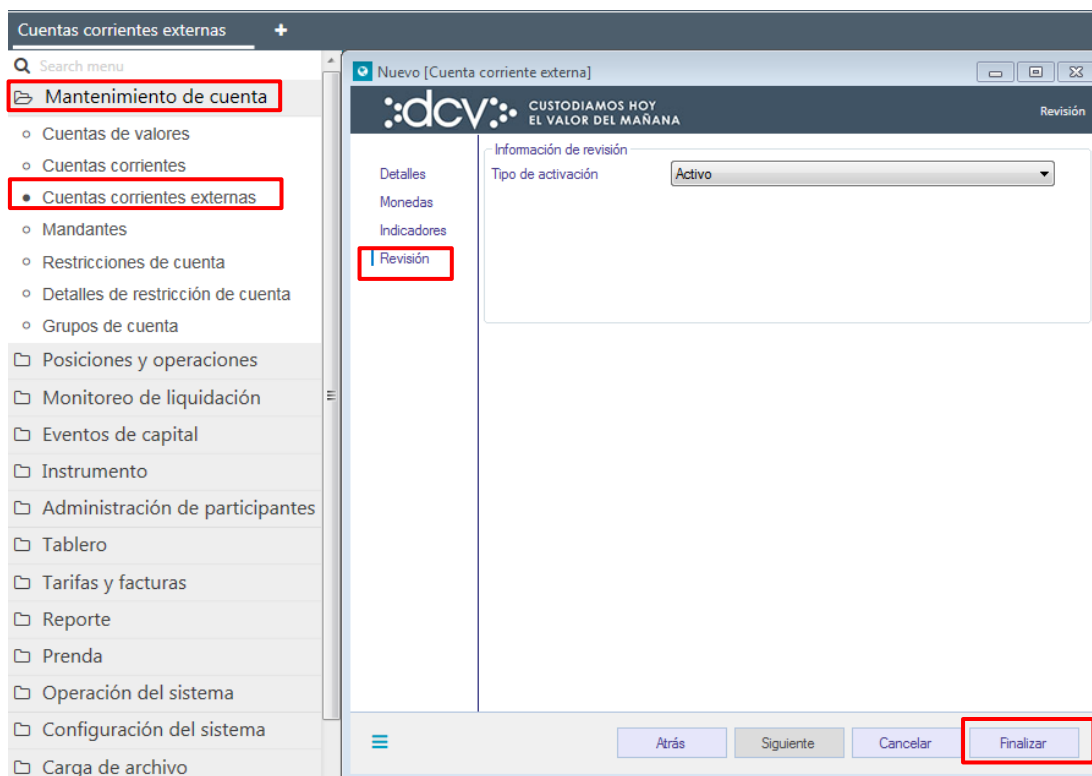 Cuentas corrientes externas +
Search menu
Mantenimiento de cuenta
Cuentas de valores
Cuentas corrientes
Cuentas corrientes externas
Mandantes
Restricciones de cuenta
Detalles de restricción de cuenta
Grupos de cuenta
Posiciones y operaciones
Monitoreo de liquidación
Eventos de capital
Instrumento
Administración de participantes
Tablero
Tarifas y facturas
Reporte
Prenda
Operación del sistema
Configuración del sistema
Carga de archivo
Nuevo [Cuenta corriente externa]
dcv
CUSTODIAMOS HOY
EL VALOR DEL MAÑANA
Revisión
Detalles
Monedas
Indicadores
Revisión
Información de revisión
Tipo de activación Activo
Atrás Siguiente Cancelar Finalizar